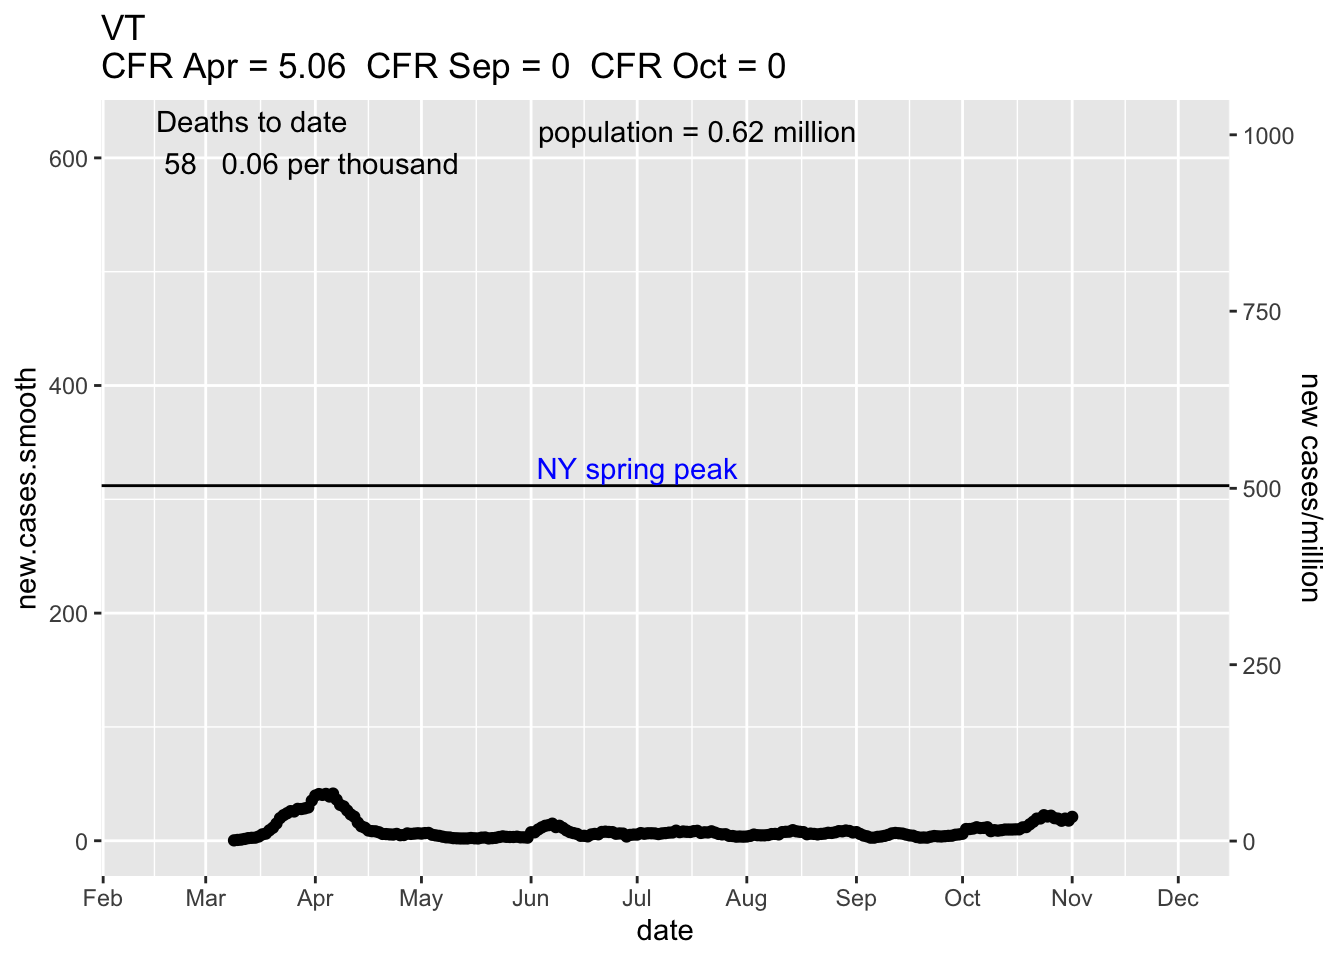 VT
CFR Apr = 5.06  CFR Sep = 0  CFR Oct = 0
Deaths to date
58   0.06 per thousand
population = 0.62 million
NY spring peak
new.cases.smooth
600
400
200
0
1000
750
500
250
0
new cases/million
Feb Mar Apr May Jun Jul Aug Sep Oct Nov Dec
date